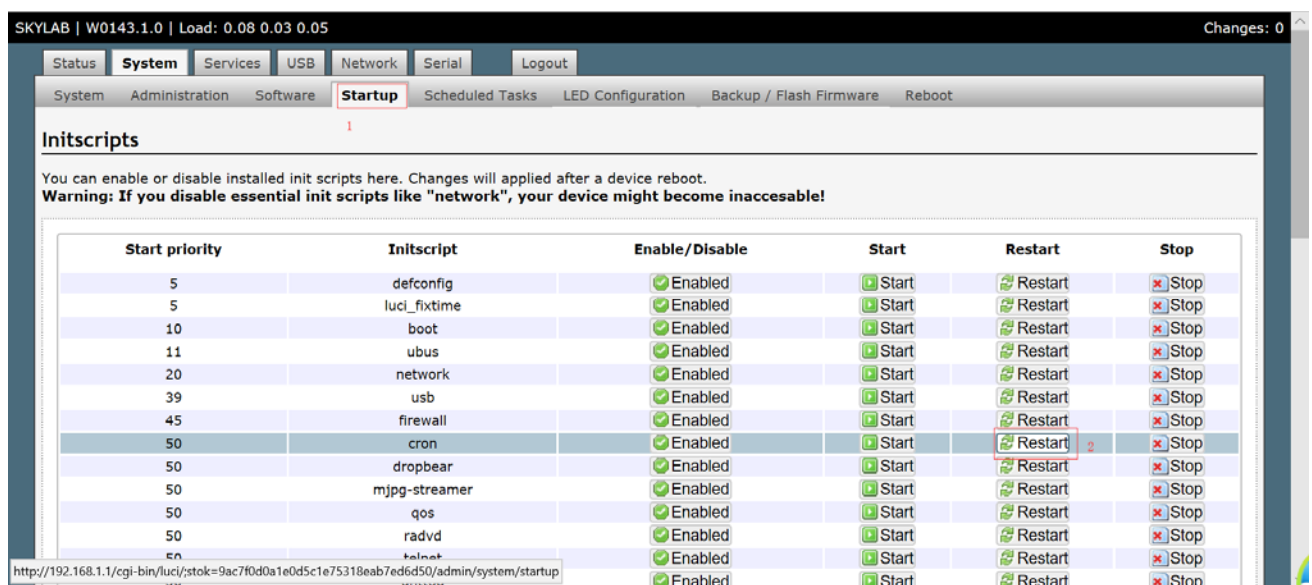 SKYLAB | W0143.1.0 | Load: 0.08 0.03 0.05 Changes: 0
Status System Services USB Network Serial Logout
System Administration Software Startup Scheduled Tasks LED Configuration Backup / Flash Firmware Reboot
1
Initscripts
You can enable or disable installed init scripts here. Changes will applied after a device reboot.
Warning: If you disable essential init scripts like "network", your device might become inaccesable!
Start priority Initscript Enable/Disable Start Restart Stop
5 defconfig Enabled Start Restart Stop
5 luci_fixtime Enabled Start Restart Stop
10 boot Enabled Start Restart Stop
11 ubus Enabled Start Restart Stop
20 network Enabled Start Restart Stop
39 usb Enabled Start Restart Stop
45 firewall Enabled Start Restart Stop
50 cron Enabled Start Restart 2 Stop
50 dropbear Enabled Start Restart Stop
50 mjpg-streamer Enabled Start Restart Stop
50 qos Enabled Start Restart Stop
50 radvd Enabled Start Restart Stop
50 telnet Enabled Start Restart Stop
http://192.168.1.1/cgi-bin/luci/;stok=9ac7f0d0a1e0d5c1e75318eab7ed6d50/admin/system/startup
Enabled Start Restart Stop